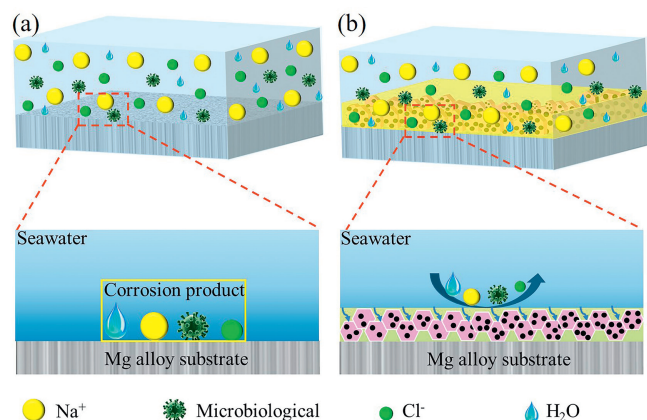 (a)
(b)
Seawater
Corrosion product
Mg alloy substrate
Seawater
Mg alloy substrate
Na⁺
Microbiological
Cl⁻
H₂O